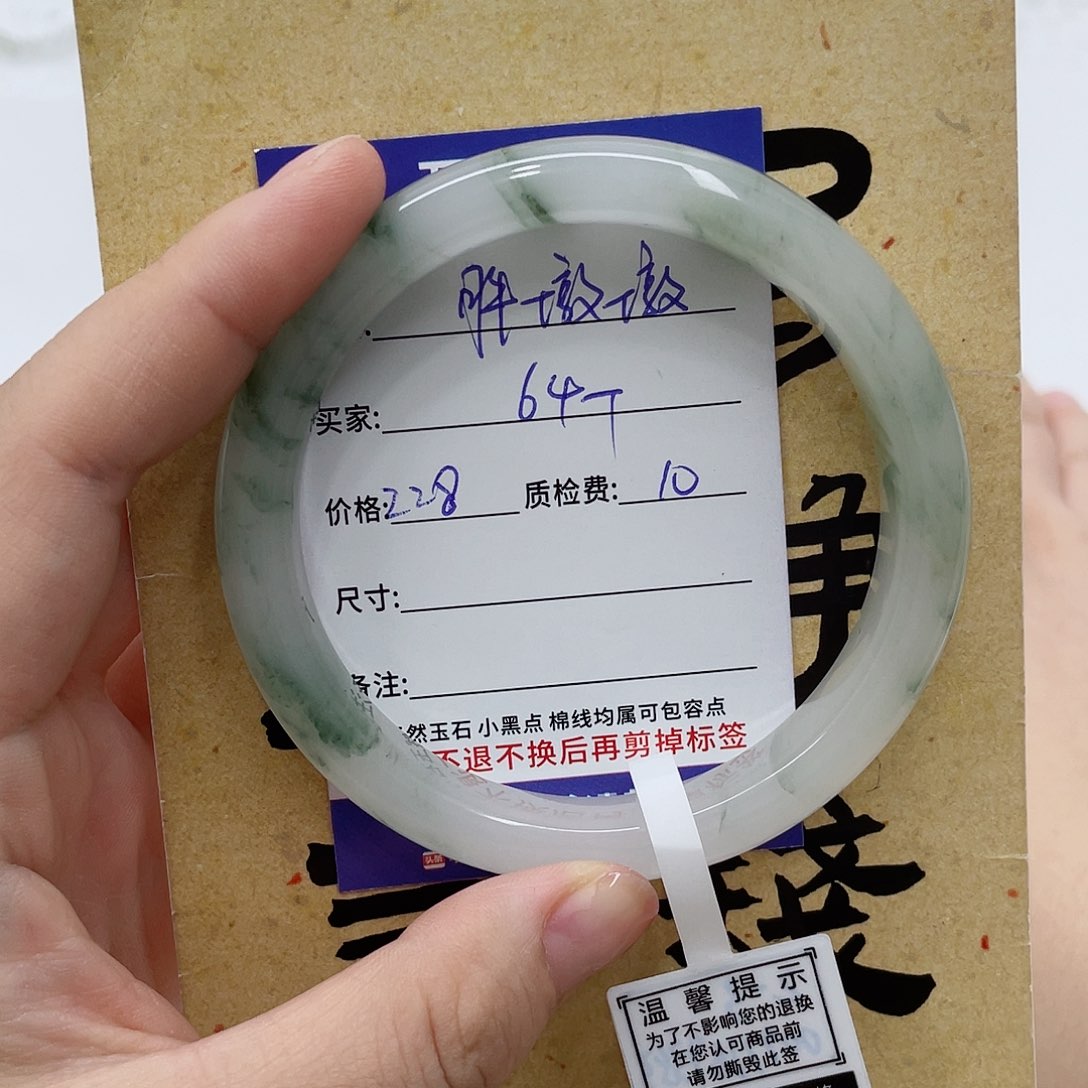 胖墩墩
买家: 64T
价格: 228 质检费: 10
尺寸:
备注:
然玉石 小黑点 棉线均属可包容点
不退不换后再剪掉标签
温馨提示
为了不影响您的退换
在您认可商品前
请勿撕毁此签